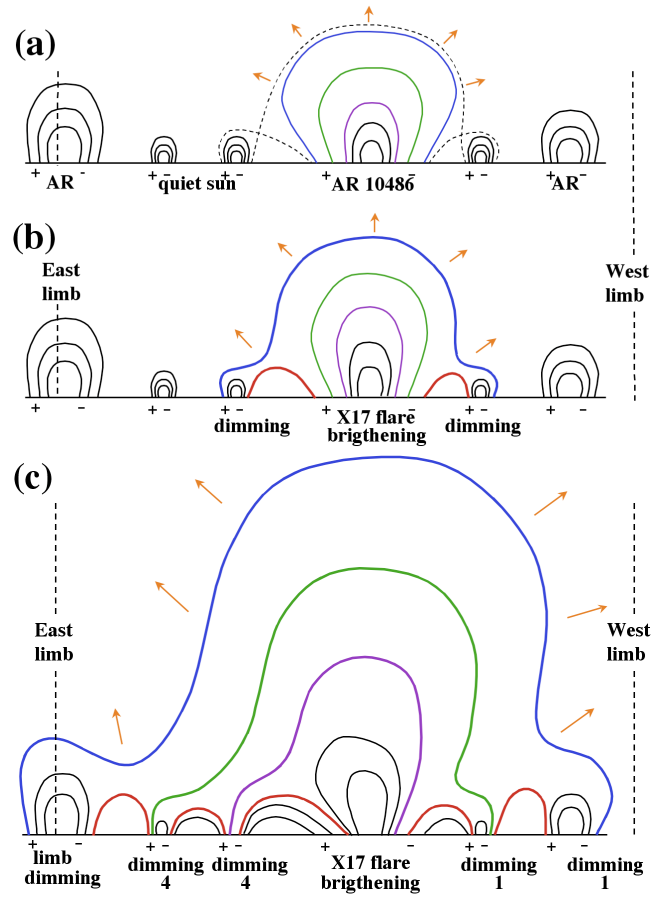 (a)
+ - + - + - + - + - + -
AR quiet sun AR 10486 AR
(b)
East
limb
West
limb
+ - + - + - + - + - + -
dimming X17 flare dimming
brigthening
(c)
East
limb
West
limb
+ - + - + - + - + - + -
limb
dimming
dimming
4
dimming
4
X17 flare
brigthening
dimming
1
dimming
1